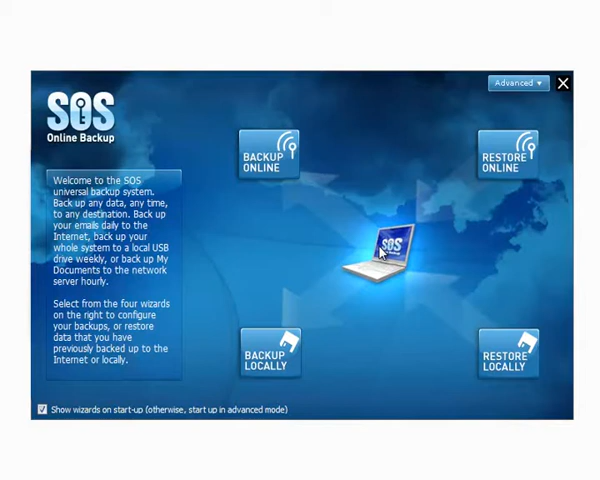 Advanced
SOS
Online Backup
BACKUP
ONLINE
RESTORE
ONLINE
Welcome to the SOS
universal backup system.
Back up any data, any time,
to any destination. Back up
your emails daily to the
Internet, back up your
whole system to a local USB
drive weekly, or back up My
Documents to the network
server hourly.
Select from the four wizards
on the right to configure
your backups, or restore
data that you have
previously backed up to the
Internet or locally.
SOS
BACKUP
LOCALLY
RESTORE
LOCALLY
Show wizards on start-up (otherwise, start up in advanced mode)